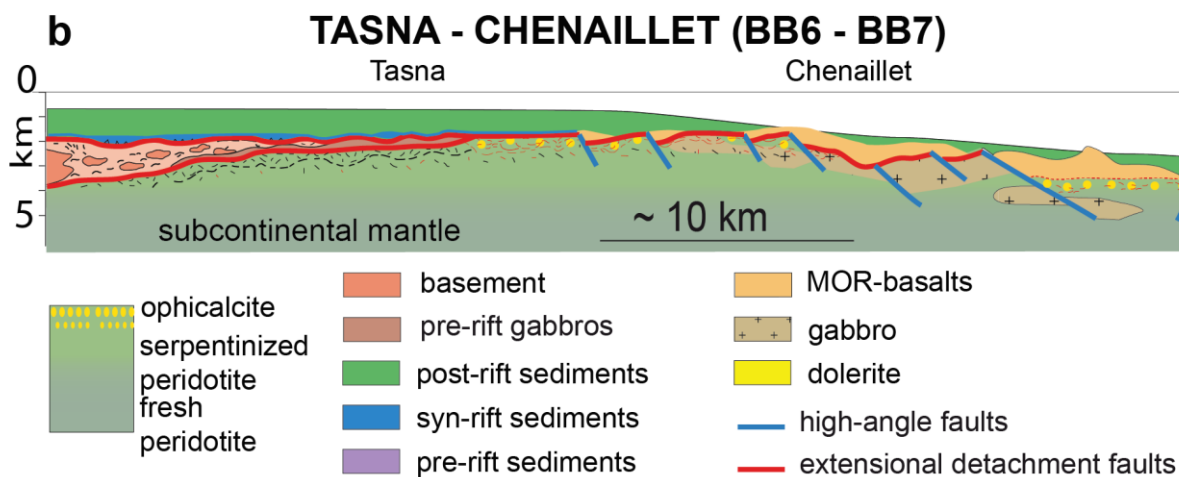 b
TASNA - CHENAILLET (BB6 - BB7)
Tasna
Chenaillet
0
km
5
subcontinental mantle
~ 10 km
ophicalcite
serpentinized
peridotite
fresh
peridotite
basement
pre-rift gabbros
post-rift sediments
syn-rift sediments
pre-rift sediments
MOR-basalts
gabbro
dolerite
high-angle faults
extensional detachment faults